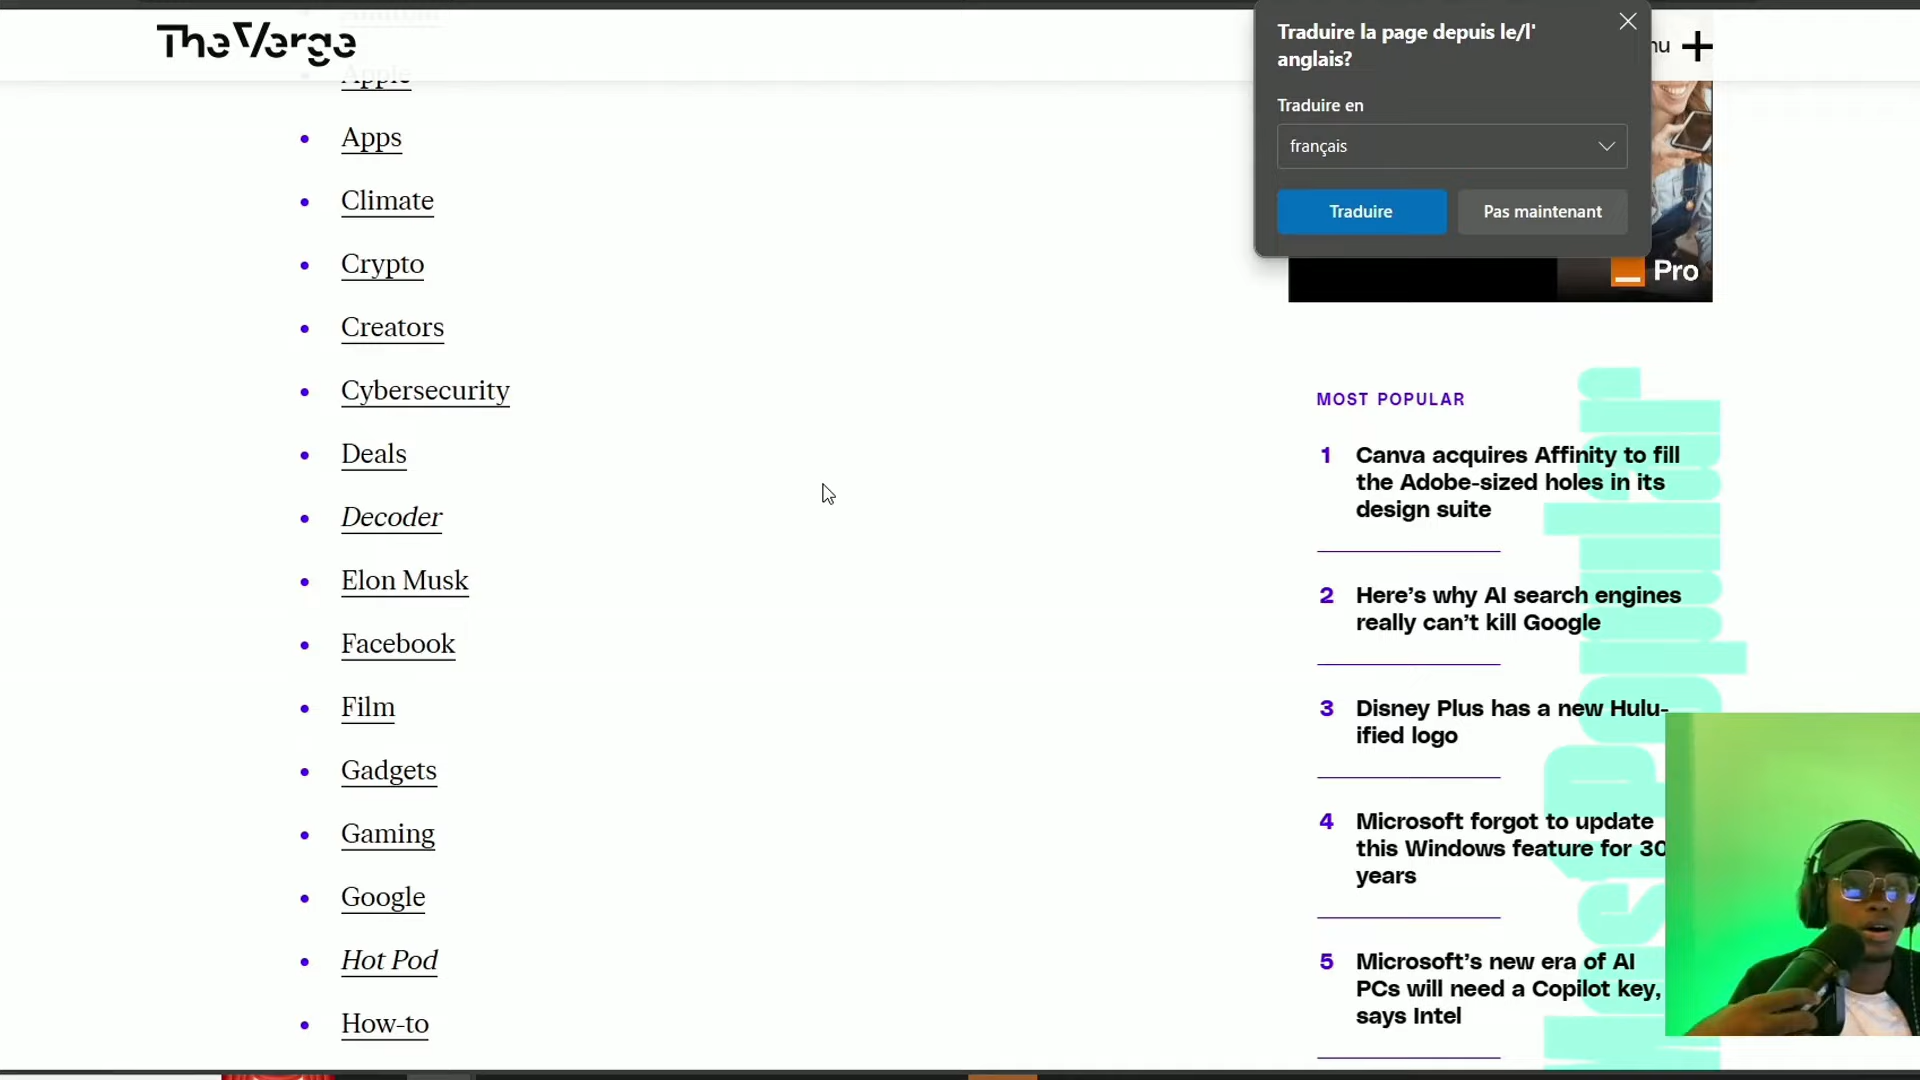 TheVerge
Traduire la page depuis le/l'
anglais?
nu
Traduire en
français
Traduire
Pas maintenant
Pro
Apple
Apps
Climate
Crypto
Creators
Cybersecurity
Deals
Decoder
Elon Musk
Facebook
Film
Gadgets
Gaming
Google
Hot Pod
How-to
MOST POPULAR
Most Popular
1 Canva acquires Affinity to fill
the Adobe-sized holes in its
design suite
2 Here’s why AI search engines
really can’t kill Google
3 Disney Plus has a new Hulu-
ified logo
4 Microsoft forgot to update
this Windows feature for 30
years
5 Microsoft’s new era of AI
PCs will need a Copilot key,
says Intel